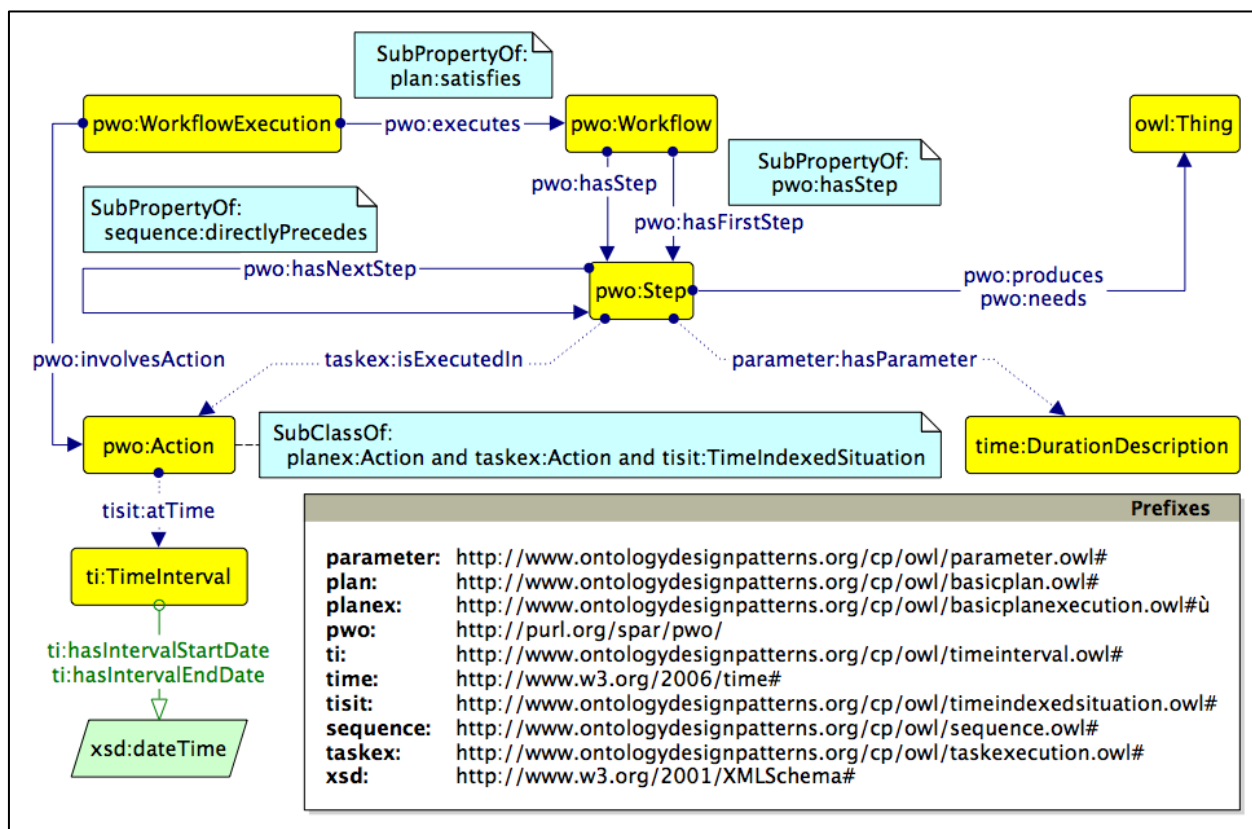 SubPropertyOf:
plan:satisfies
pwo:WorkflowExecution
pwo:executes
pwo:Workflow
owl:Thing
pwo:hasStep
SubPropertyOf:
pwo:hasStep
SubPropertyOf:
sequence:directlyPrecedes
pwo:hasFirstStep
pwo:hasNextStep
pwo:Step
pwo:produces
pwo:needs
pwo:involvesAction
taskex:isExecutedIn
parameter:hasParameter
pwo:Action
SubClassOf:
planex:Action and taskex:Action and tisit:TimeIndexedSituation
time:DurationDescription
tisit:atTime
ti:TimeInterval
ti:hasIntervalStartDate
ti:hasIntervalEndDate
xsd:dateTime
Prefixes
parameter: http://www.ontologydesignpatterns.org/cp/owl/parameter.owl#
plan: http://www.ontologydesignpatterns.org/cp/owl/basicplan.owl#
planex: http://www.ontologydesignpatterns.org/cp/owl/basicplanexecution.owl#ù
pwo: http://purl.org/spar/pwo/
ti: http://www.ontologydesignpatterns.org/cp/owl/timeinterval.owl#
time: http://www.w3.org/2006/time#
tisit: http://www.ontologydesignpatterns.org/cp/owl/timeindexedsituation.owl#
sequence: http://www.ontologydesignpatterns.org/cp/owl/sequence.owl#
taskex: http://www.ontologydesignpatterns.org/cp/owl/taskexecution.owl#
xsd: http://www.w3.org/2001/XMLSchema#